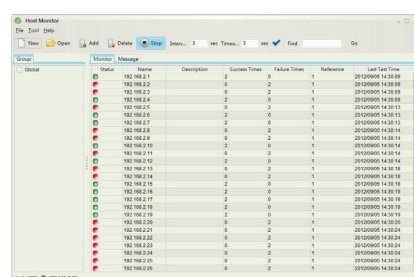 Host Monitor
File Tool Help
New Open Add Delete Stop Interv... 3 sec Timeo... 3 sec Find Go
Group Monitor Message
Global
Status Name Description Success Times Failure Times Reference Last Test Time
192.168.2.1 2 0 1 2012/09/05 14:30:09
192.168.2.2 0 2 1 2012/09/05 14:30:09
192.168.2.3 0 2 1 2012/09/05 14:30:09
192.168.2.4 2 0 1 2012/09/05 14:30:09
192.168.2.5 0 2 1 2012/09/05 14:30:13
192.168.2.6 2 0 1 2012/09/05 14:30:13
192.168.2.7 2 0 1 2012/09/05 14:30:13
192.168.2.8 0 2 1 2012/09/05 14:30:14
192.168.2.9 0 2 1 2012/09/05 14:30:14
192.168.2.10 2 0 1 2012/09/05 14:30:14
192.168.2.11 0 2 1 2012/09/05 14:30:14
192.168.2.12 2 0 1 2012/09/05 14:30:14
192.168.2.13 0 2 1 2012/09/05 14:30:18
192.168.2.14 0 2 1 2012/09/05 14:30:18
192.168.2.15 2 0 1 2012/09/05 14:30:18
192.168.2.16 2 0 1 2012/09/05 14:30:19
192.168.2.17 2 0 1 2012/09/05 14:30:19
192.168.2.18 2 0 1 2012/09/05 14:30:19
192.168.2.19 2 0 1 2012/09/05 14:30:19
192.168.2.20 0 2 1 2012/09/05 14:30:20
192.168.2.21 0 2 1 2012/09/05 14:30:24
192.168.2.22 0 2 1 2012/09/05 14:30:24
192.168.2.23 0 2 1 2012/09/05 14:30:24
192.168.2.24 0 2 1 2012/09/05 14:30:24
192.168.2.25 0 2 1 2012/09/05 14:30:24
192.168.2.26 0 2 1 2012/09/05 14:30:24